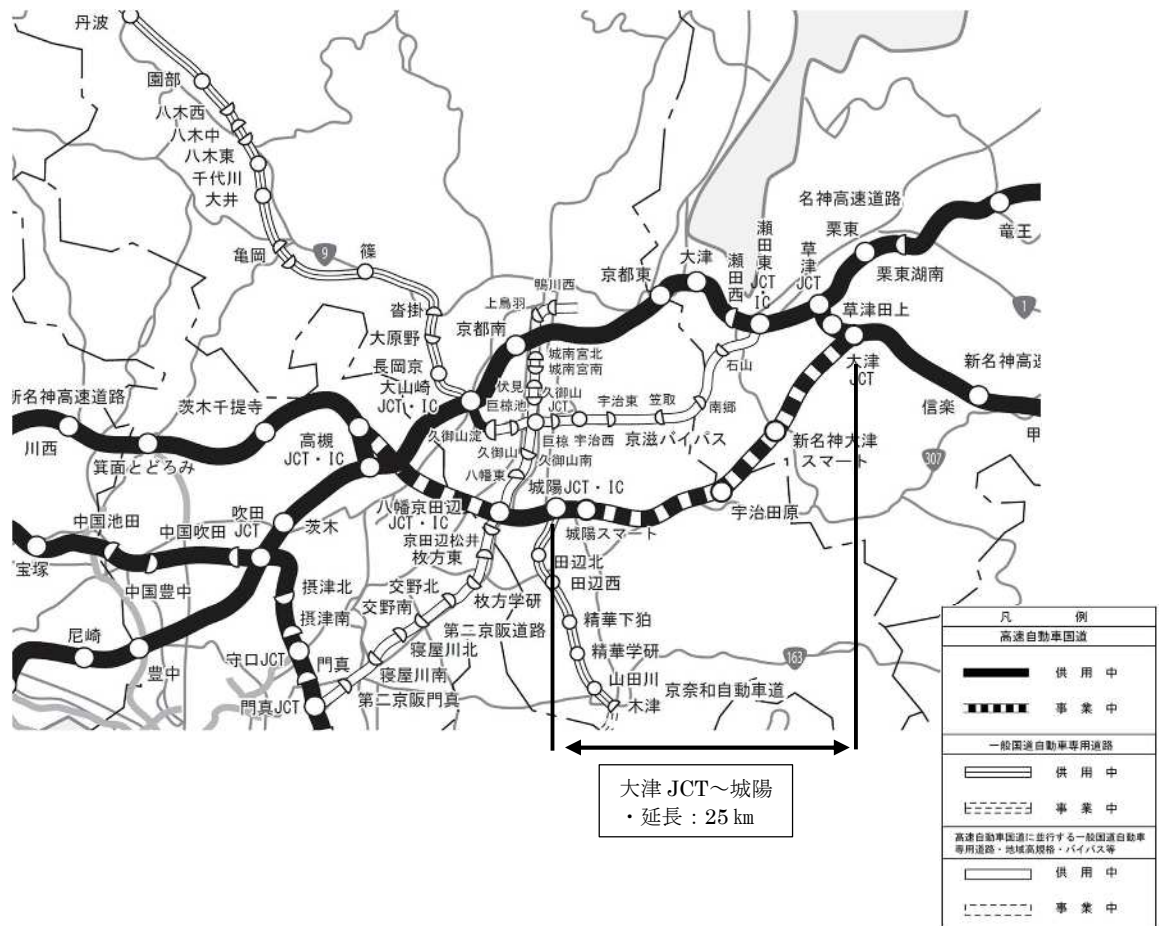 丹波
園部
八木西
八木中
八木東
千代川
大井
亀岡
9
篠
沓掛
大原野
長岡京
大山崎
JCT・IC
京都南
鴨川西
上鳥羽
城南宮北
城南宮南
伏見
巨椋池
久御山
JCT
久御山淀
久御山
巨椋
宇治西
宇治東
笠取
南郷
石山
京滋バイパス
久御山南
八幡東
京都東
大津
瀬田西
瀬田東
JCT・IC
草津
JCT
名神高速道路
栗東
栗東湖南
竜王
1
草津田上
大津
JCT
新名神高速道
信楽
甲
307
新名神大津
スマート
宇治田原
城陽JCT・IC
城陽スマート
八幡京田辺
JCT・IC
京田辺松井
枚方東
枚方学研
交野北
交野南
第二京阪道路
寝屋川北
寝屋川南
第二京阪門真
田辺北
田辺西
精華下狛
精華学研
山田川
木津
京奈和自動車道
163
新名神高速道路
川西
箕面とどろみ
茨木千提寺
高槻
JCT・IC
茨木
吹田
JCT
中国吹田
中国池田
中国豊中
宝塚
尼崎
豊中
摂津北
摂津南
守口JCT
門真
門真JCT
大津 JCT～城陽
・延長：25㎞
凡 例
高速自動車国道
供 用 中
事 業 中
一般国道自動車専用道路
供 用 中
事 業 中
高速自動車国道に並行する一般国道自動車
専用道路・地域高規格・バイパス等
供 用 中
事 業 中